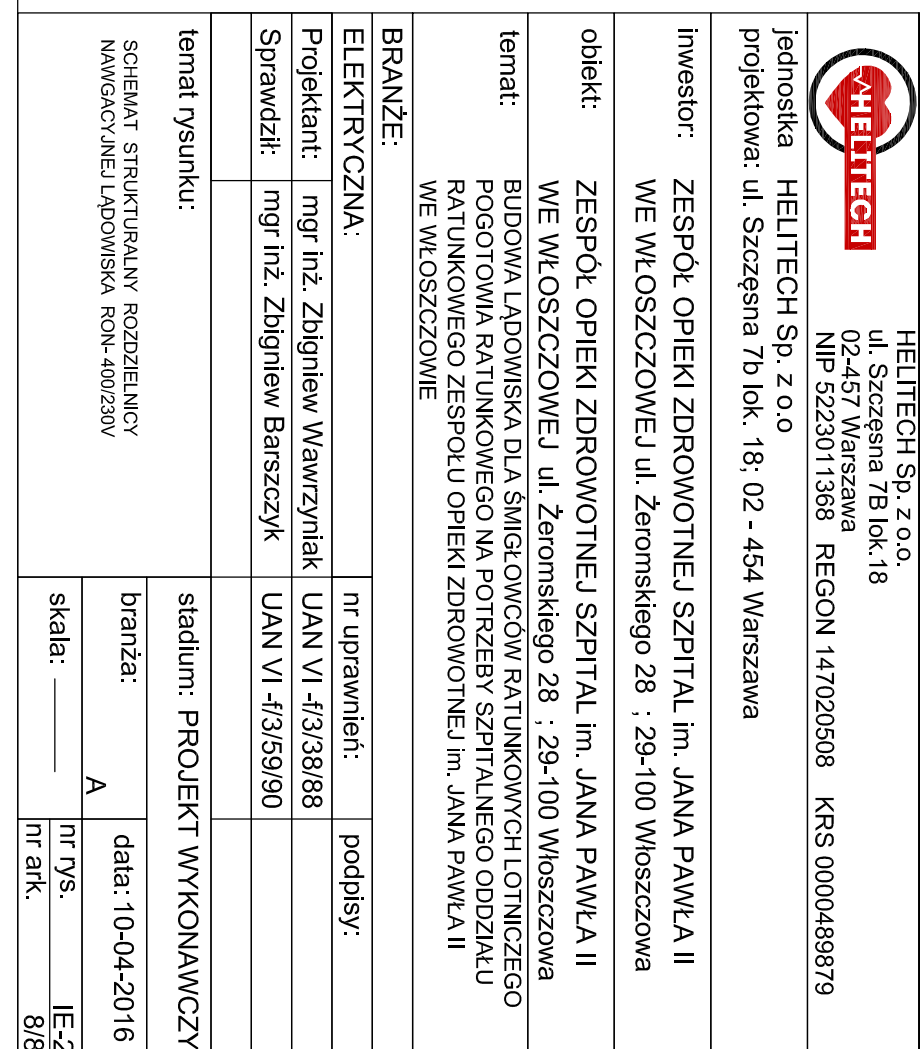 HELITECH
HELITECH Sp. z o.o.
ul. Szczęsna 7B lok.18
02-457 Warszawa
NIP 5223011368 REGON 147020508 KRS 0000489879
jednostka HELITECH Sp. z o.o
projektowa: ul. Szczęsna 7b lok. 18; 02 - 454 Warszawa
inwestor: ZESPÓŁ OPIEKI ZDROWOTNEJ SZPITAL im. JANA PAWŁA II
WE WŁOSZCZOWEJ ul. Żeromskiego 28 ; 29-100 Włoszczowa
obiekt: ZESPÓŁ OPIEKI ZDROWOTNEJ SZPITAL im. JANA PAWŁA II
WE WŁOSZCZOWEJ ul. Żeromskiego 28 ; 29-100 Włoszczowa
temat: BUDOWA LĄDOWISKA DLA ŚMIGŁOWCÓW RATUNKOWYCH LOTNICZEGO
POGOTOWIA RATUNKOWEGO NA POTRZEBY SZPITALNEGO ODDZIAŁU
RATUNKOWEGO ZESPOŁU OPIEKI ZDROWOTNEJ im. JANA PAWŁA II
WE WŁOSZCZOWIE
BRANŻE:
ELEKTRYCZNA: nr uprawnień: podpisy:
Projektant: mgr inż. Zbigniew Wawrzyniak UAN VI -f/3/38/88
Sprawdził: mgr inż. Zbigniew Barszczyk UAN VI -f/3/59/90
temat rysunku:
SCHEMAT STRUKTURALNY ROZDZIELNICY
NAWGACYJNEJ LĄDOWISKA RON- 400/230V
stadium: PROJEKT WYKONAWCZY
branża: A
data: 10-04-2016
skala:
nr rys. IE-2
nr ark. 8/8